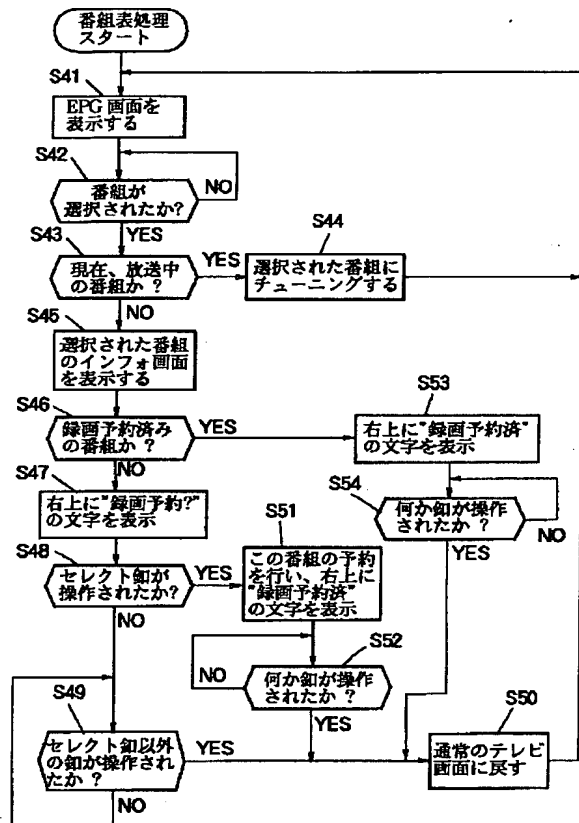 番組表処理
スタート
S41
EPG 画面を
表示する
S42
番組が
選択されたか?
NO
YES
S43
現在、放送中
の番組か ?
YES
NO
S44
選択された番組に
チューニングする
S45
選択された番組
のインフォ画面
を表示する
S46
録画予約済み
の番組か ?
YES
NO
S53
右上に"録画予約済"
の文字を表示
S47
右上に"録画予約?"
の文字を表示
S54
何か釦が操作
されたか ?
NO
YES
S48
セレクト釦が
操作されたか?
YES
NO
S51
この番組の予約
を行い、右上に
"録画予約済"
の文字を表示
S52
何か釦が操作
されたか ?
NO
YES
S49
セレクト釦以外
の釦が操作され
たか ?
YES
NO
S50
通常のテレビ
画面に戻す